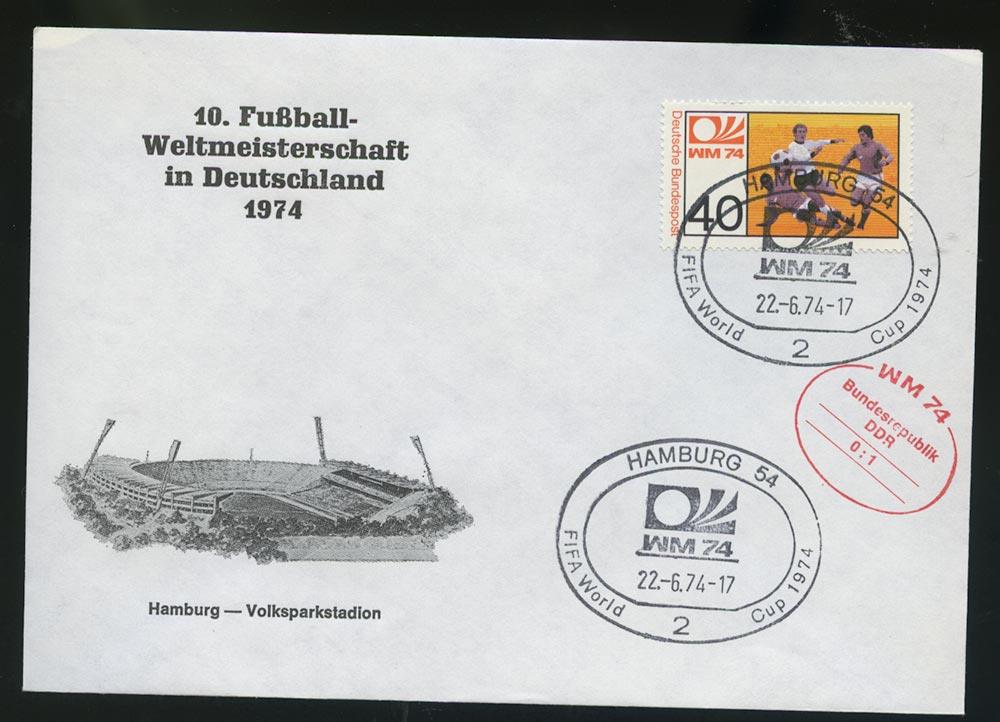 10. Fußball-
Weltmeisterschaft
in Deutschland
1974
Deutsche Bundespost
WM 74
40
HAMBURG 54
WM 74
22.-6.74-17
FIFA World Cup 1974
2
WM 74
Bundesrepublik
DDR
0:1
HAMBURG 54
WM 74
22.-6.74-17
FIFA World Cup 1974
2
Hamburg — Volksparkstadion